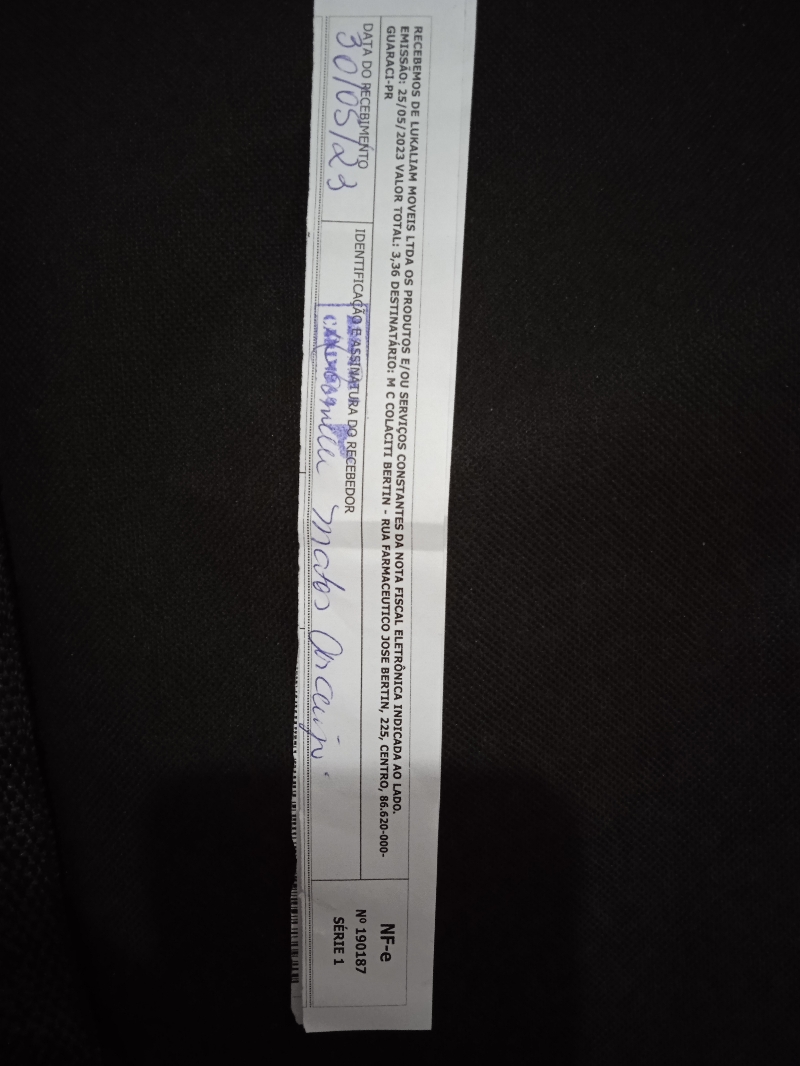 RECEBEMOS DE LUKALIAM MOVEIS LTDA OS PRODUTOS E/OU SERVIÇOS CONSTANTES DA NOTA FISCAL ELETRÔNICA INDICADA AO LADO.
EMISSÃO: 25/05/2023 VALOR TOTAL: 3,36 DESTINATÁRIO: M C COLACITI BERTIN - RUA FARMACEUTICO JOSE BERTIN, 225, CENTRO, 86.620-000-
GUARACI-PR
DATA DO RECEBIMENTO
30/05/23
IDENTIFICAÇÃO E ASSINATURA DO RECEBEDOR
matos
NF-e
Nº 190187
SÉRIE 1